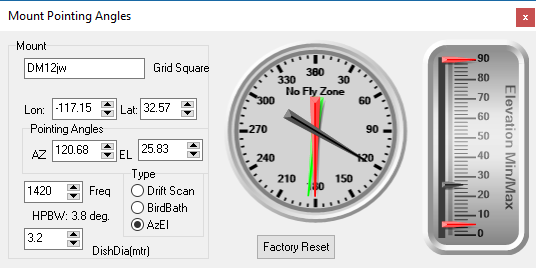 Mount Pointing Angles
x
Mount
DM12jw Grid Square
Lon: -117.15 Lat: 32.57
Pointing Angles
AZ 120.68 EL 25.83
1420 Freq
HPBW: 3.8 deg.
3.2 DishDia(mtr)
Type
Drift Scan
BirdBath
AzEl
330 360 30
No Fly Zone
300 60
270 90
240 120
210 180 150
Factory Reset
90
80
70
60
50
40
30
20
10
0
Elevation Min/Max